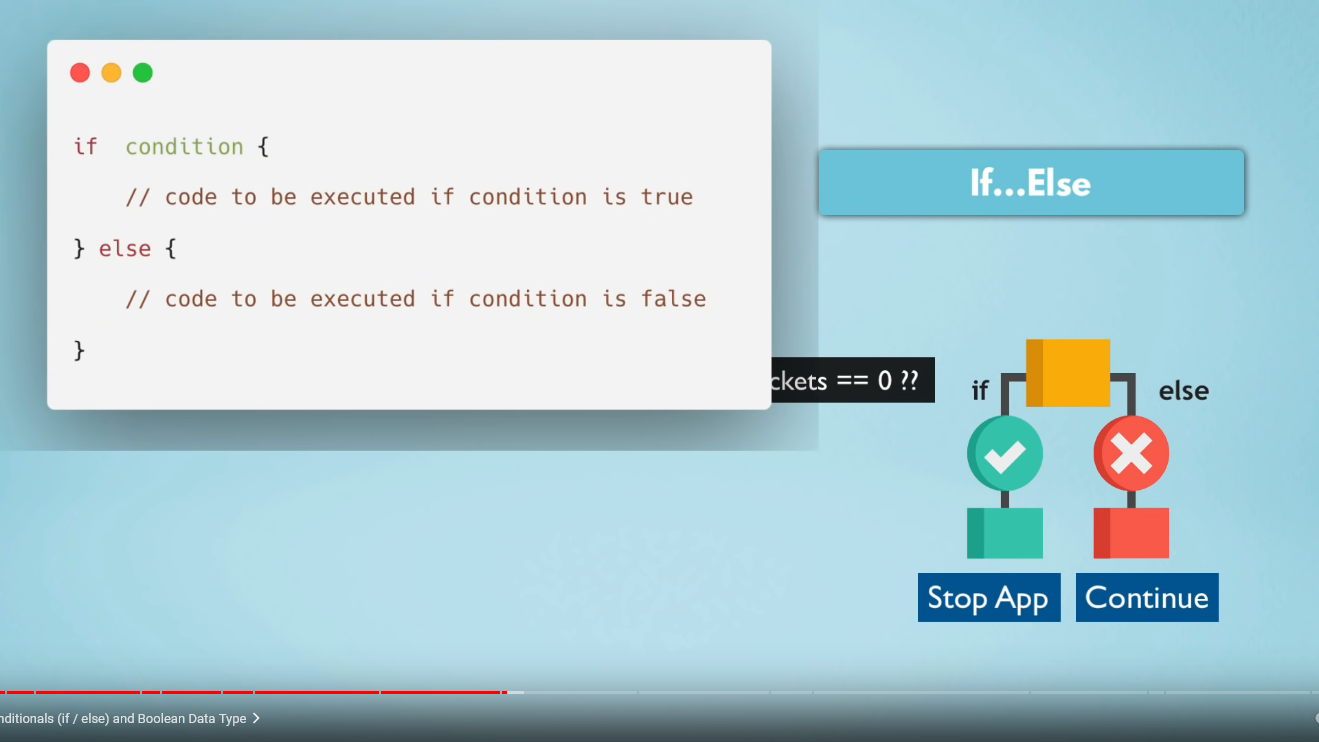 if condition {
// code to be executed if condition is true
} else {
// code to be executed if condition is false
}
If...Else
ckets == 0 ??
if
else
Stop App
Continue
nditionals (if / else) and Boolean Data Type